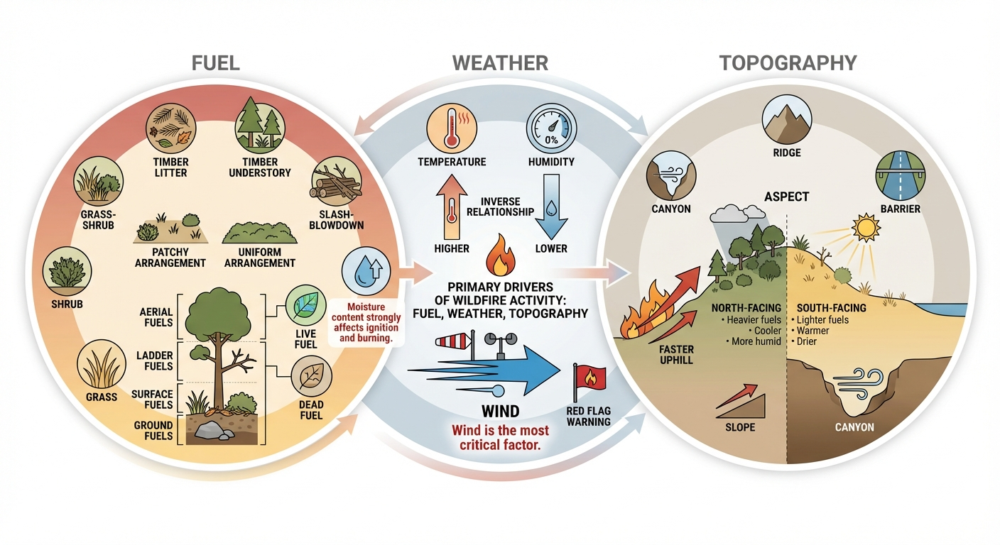 FUEL
TIMBER
LITTER
TIMBER
UNDERSTORY
GRASS-
SHRUB
SLASH-
BLOWDOWN
PATCHY
ARRANGEMENT
UNIFORM
ARRANGEMENT
SHRUB
AERIAL
FUELS
LIVE
FUEL
Moisture
content strongly
affects ignition
and burning.
LADDER
FUELS
GRASS
SURFACE
FUELS
DEAD
FUEL
GROUND
FUELS
WEATHER
TEMPERATURE
0%
HUMIDITY
INVERSE
RELATIONSHIP
HIGHER
LOWER
PRIMARY DRIVERS
OF WILDFIRE ACTIVITY:
FUEL, WEATHER, TOPOGRAPHY
WIND
Wind is the most
critical factor.
RED FLAG
WARNING
TOPOGRAPHY
RIDGE
CANYON
BARRIER
ASPECT
NORTH-FACING
• Heavier fuels
• Cooler
• More humid
SOUTH-FACING
• Lighter fuels
• Warmer
• Drier
FASTER
UPHILL
SLOPE
CANYON